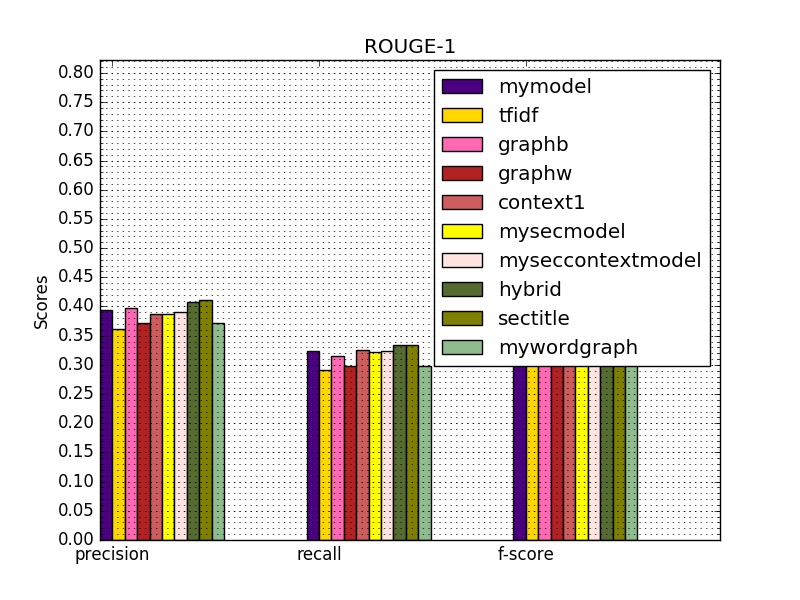 ROUGE-1
Scores
0.80
0.75
0.70
0.65
0.60
0.55
0.50
0.45
0.40
0.35
0.30
0.25
0.20
0.15
0.10
0.05
0.00
mymodel
tfidf
graphb
graphw
context1
mysecmodel
myseccontextmodel
hybrid
sectitle
mywordgraph
precision recall f-score